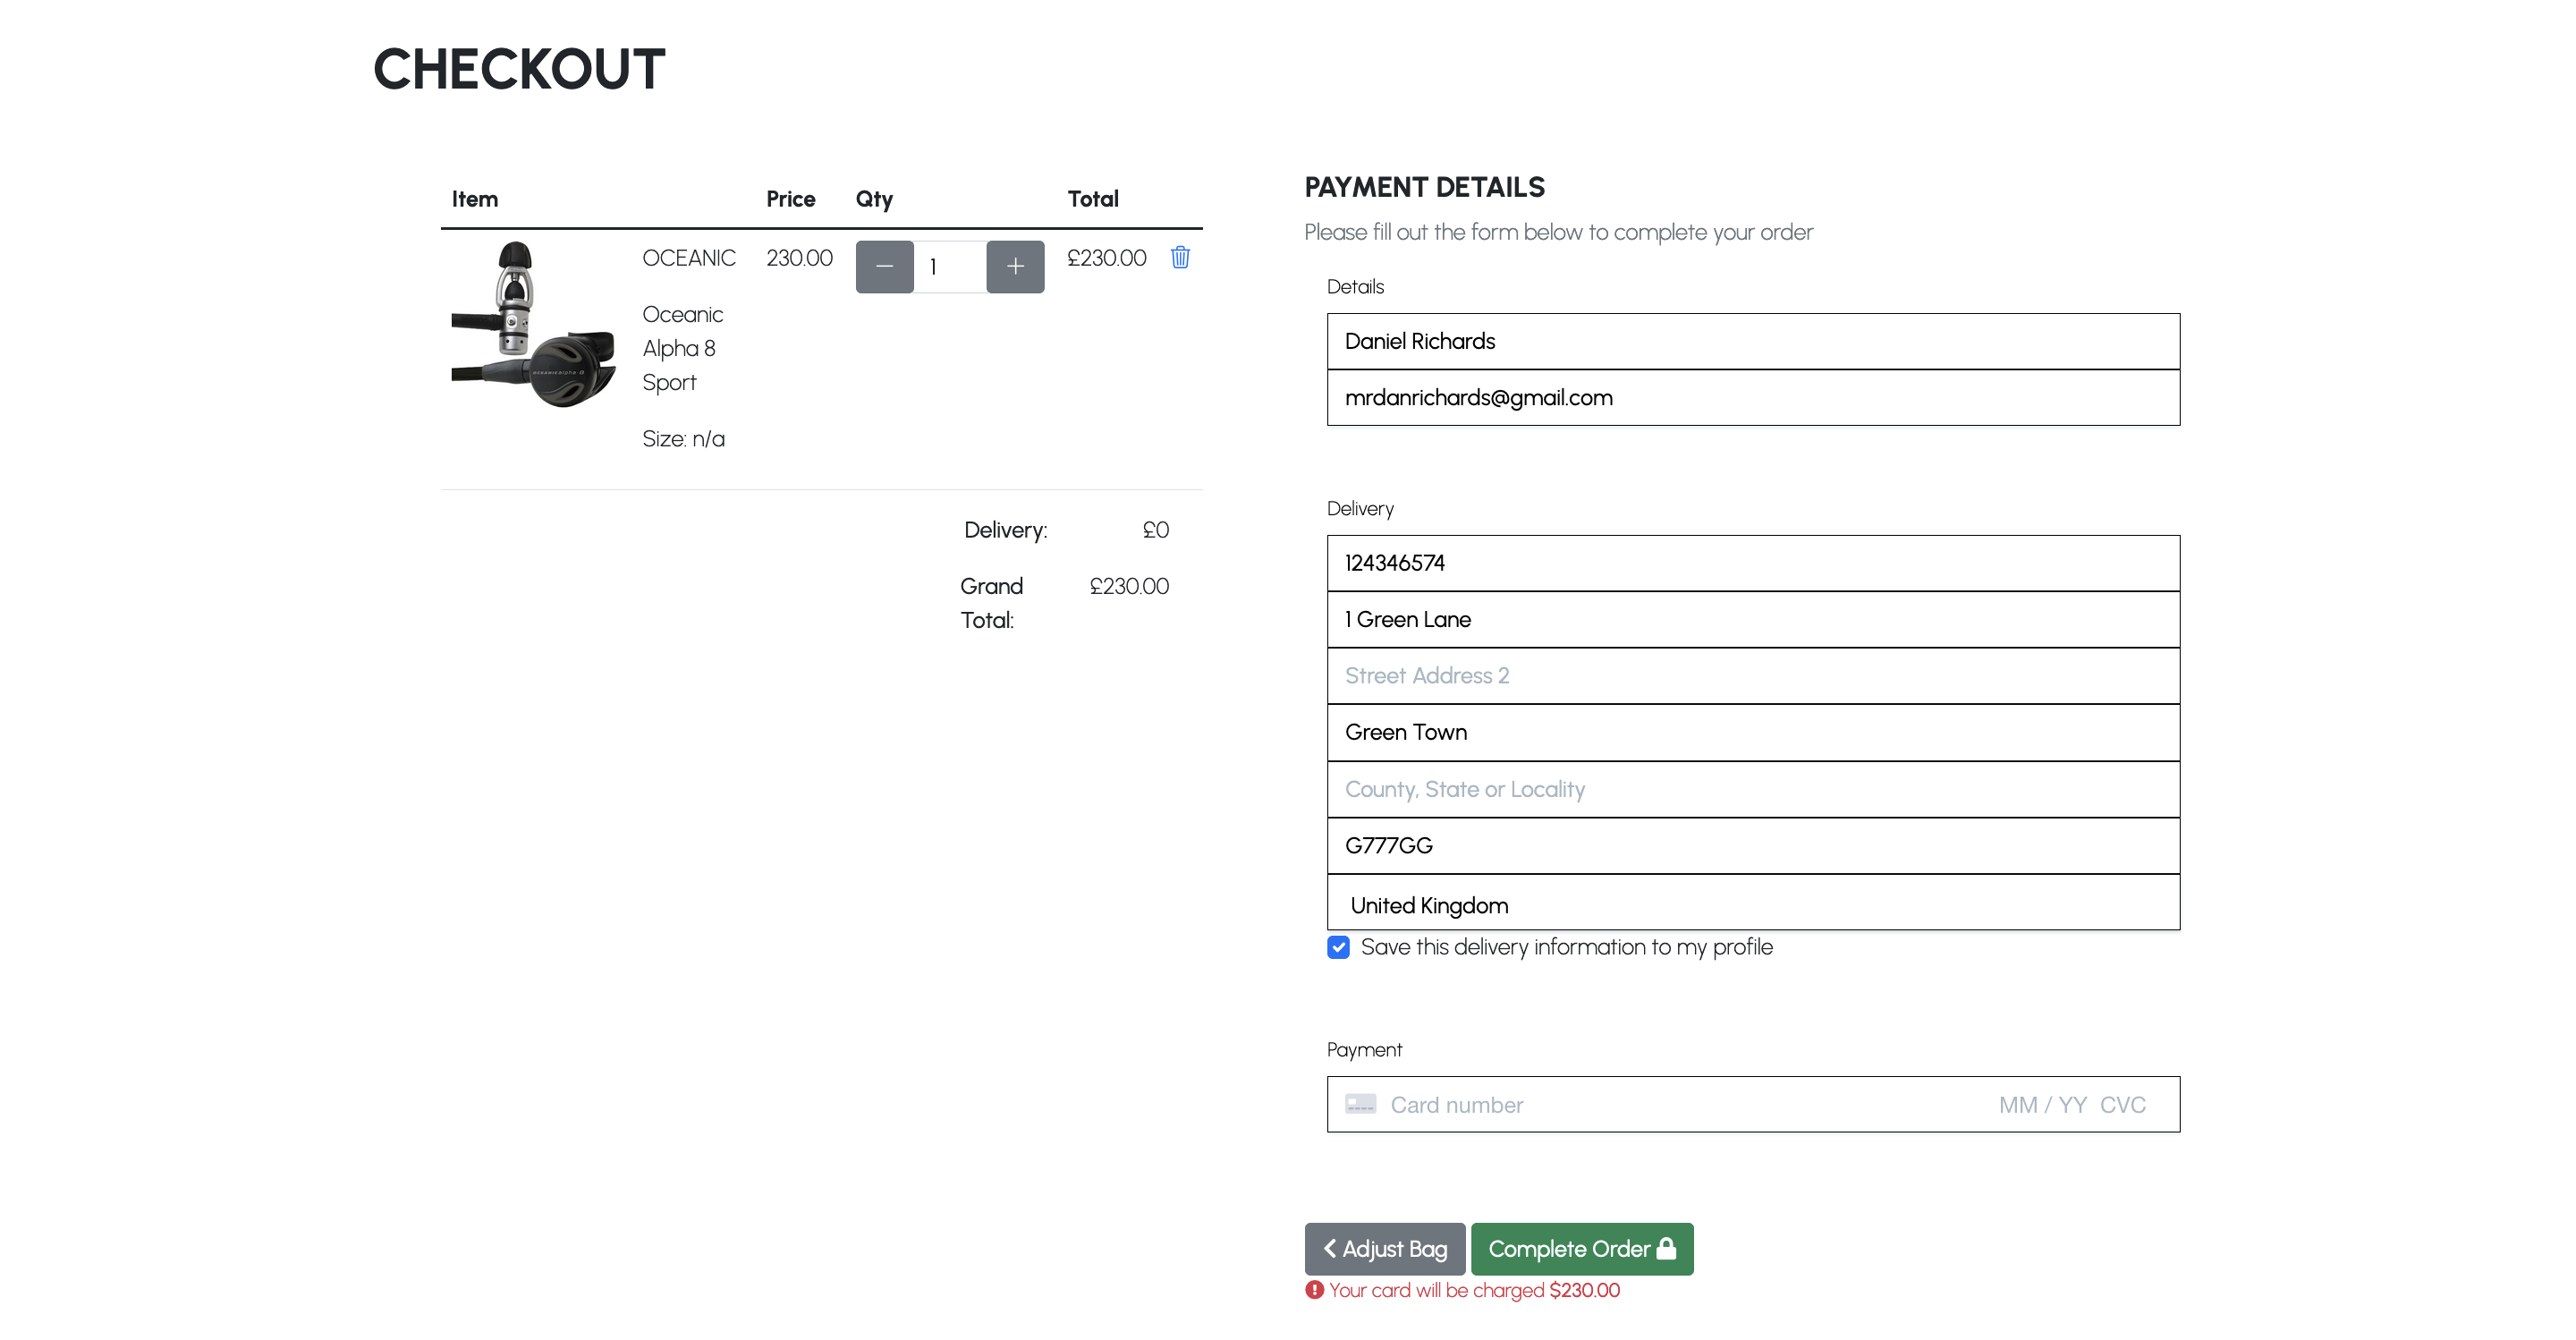 CHECKOUT
Item Price Qty Total
OCEANIC 230.00 1 £230.00
Oceanic
Alpha 8
Sport
Size: n/a
Delivery: £0
Grand £230.00
Total:
PAYMENT DETAILS
Please fill out the form below to complete your order
Details
Daniel Richards
mrdanrichards@gmail.com
Delivery
124346574
1 Green Lane
Street Address 2
Green Town
County, State or Locality
G777GG
United Kingdom
Save this delivery information to my profile
Payment
Card number MM / YY CVC
Adjust Bag Complete Order
Your card will be charged $230.00